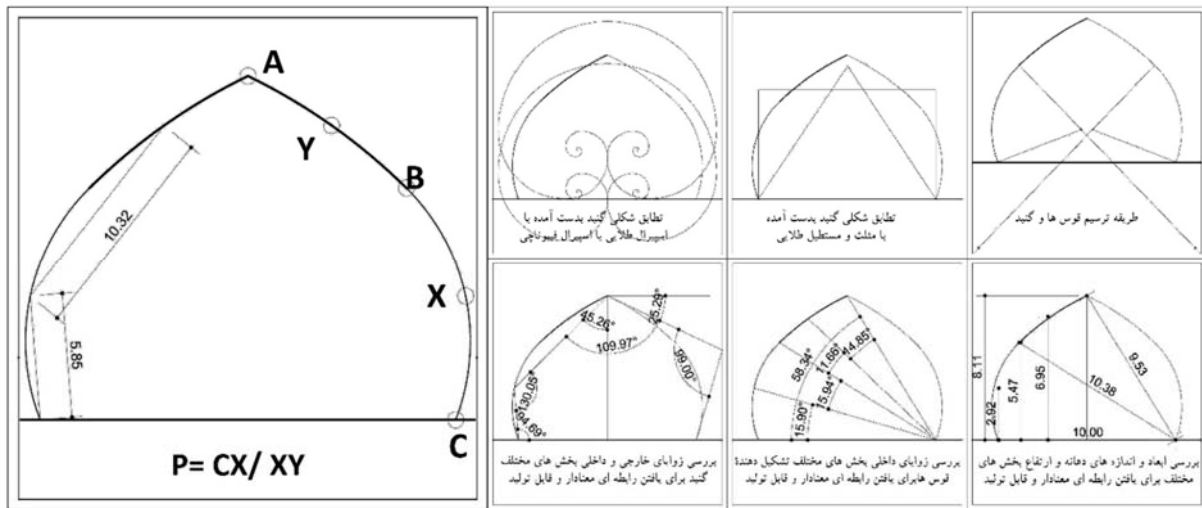 A
Y
B
X
C
10.32
5.85
P= CX/ XY
تطابق شکلی گنبد بدست آمده با
اسپیرال طلایی یا اسپیرال فیبوناچی
تطابق شکلی گنبد بدست آمده
با مثلث و مستطیل طلایی
طریقه ترسیم قوس ها و گنبد
45.26°
25.29°
109.97°
99.00°
130.05°
94.69°
بررسی زوایای خارجی و داخلی بخش های مختلف
گنبد برای یافتن رابطه ای معنادار و قابل تولید
58.34°
11.66°
14.85°
15.94°
15.90°
بررسی زوایای داخلی بخش های مختلف تشکیل دهندهٔ
قوس هابرای یافتن رابطه ای معنادار و قابل تولید
8.11
2.92
5.47
6.95
9.53
10.38
10.00
بررسی ابعاد و اندازه های دهانه و ارتفاع بخش های
مختلف برای یافتن رابطه ای معنادار و قابل تولید